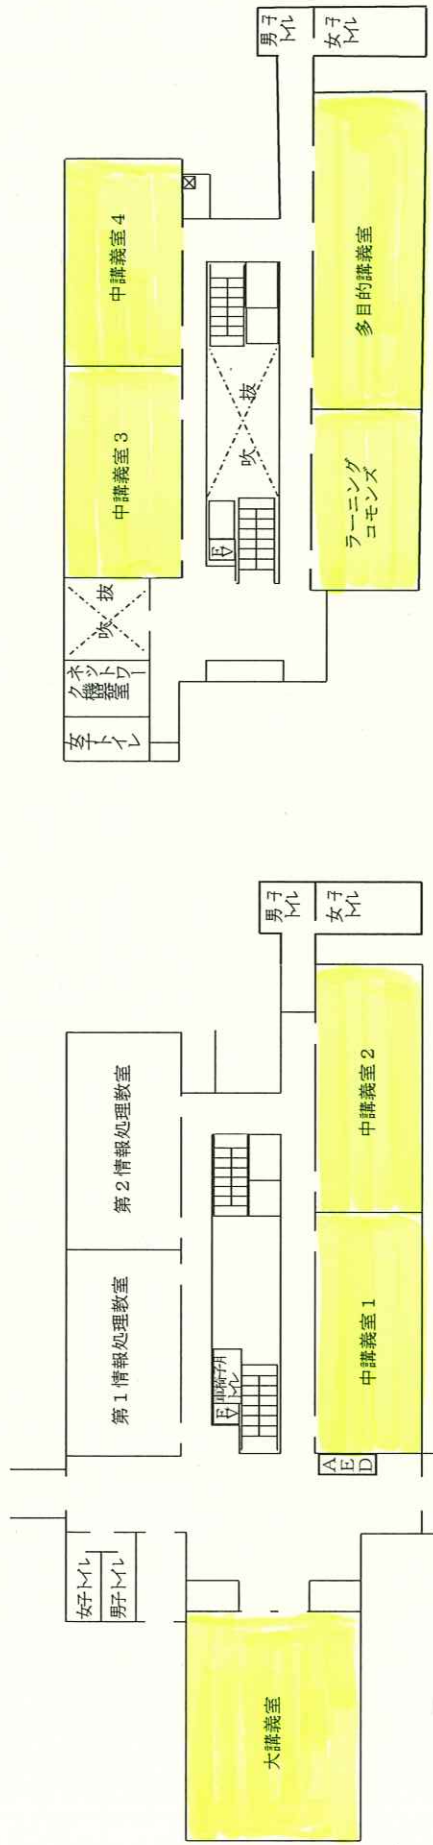 男子
トイレ
女子
トイレ
中講義室4
中講義室3
多目的講義室
ラーニング
コモンズ
吹
抜
EV
吹
抜
ネットワー
ク機器室
女子
トイレ
男子
トイレ
女子
トイレ
第2情報処理教室
第1情報処理教室
中講義室2
中講義室1
車椅子用
トイレ
EV
AED
女子トイレ
男子トイレ
大講義室